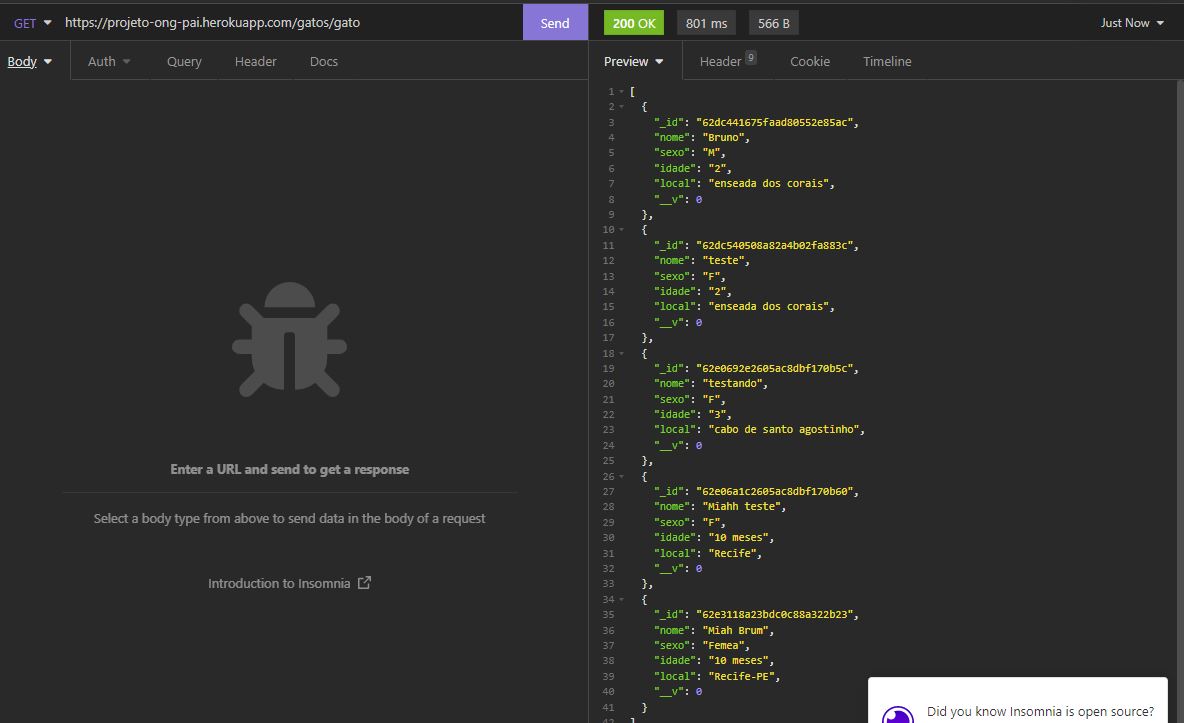 GET https://projeto-ong-pai.herokuapp.com/gatos/gato Send 200 OK 801 ms 566 B Just Now
Body Auth Query Header Docs Preview Header 9 Cookie Timeline
1 [
2 {
3 "_id": "62dc441675faad80552e85ac",
4 "nome": "Bruno",
5 "sexo": "M",
6 "idade": "2",
7 "local": "enseada dos corais",
8 "__v": 0
9 },
10 {
11 "_id": "62dc540508a82a4b02fa883c",
12 "nome": "teste",
13 "sexo": "F",
14 "idade": "2",
15 "local": "enseada dos corais",
16 "__v": 0
17 },
18 {
19 "_id": "62e0692e2605ac8dbf170b5c",
20 "nome": "testando",
21 "sexo": "F",
22 "idade": "3",
23 "local": "cabo de santo agostinho",
24 "__v": 0
25 },
26 {
27 "_id": "62e06a1c2605ac8dbf170b60",
28 "nome": "Miahh teste",
29 "sexo": "F",
30 "idade": "10 meses",
31 "local": "Recife",
32 "__v": 0
33 },
34 {
35 "_id": "62e3118a23bdc0c88a322b23",
36 "nome": "Miah Brum",
37 "sexo": "Femea",
38 "idade": "10 meses",
39 "local": "Recife-PE",
40 "__v": 0
41 }
42 ]
Enter a URL and send to get a response
Select a body type from above to send data in the body of a request
Introduction to Insomnia
Did you know Insomnia is open source?